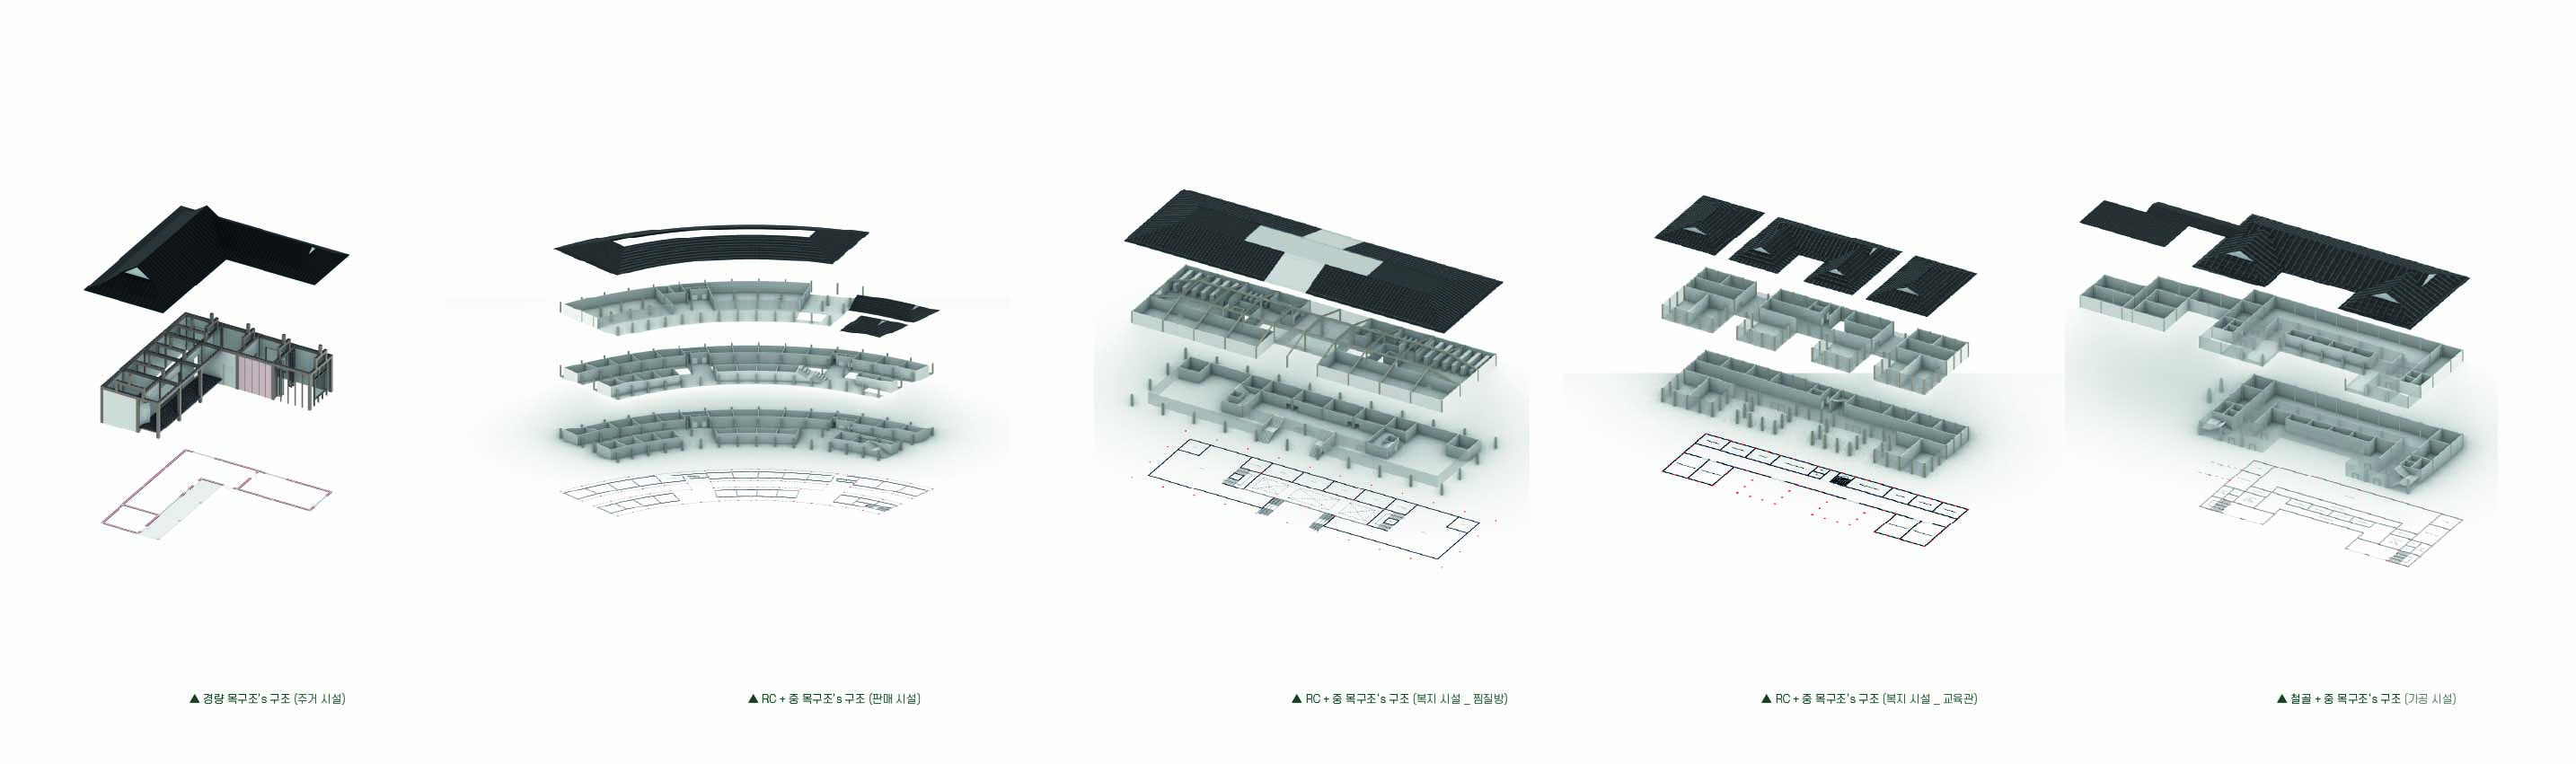 ▲ 경량 목구조's 구조 (주거 시설)
▲ RC + 중 목구조's 구조 (판매 시설)
▲ RC + 중 목구조's 구조 (복지 시설 _ 찜질방)
▲ RC + 중 목구조's 구조 (복지 시설 _ 교육관)
▲ 철골 + 중 목구조's 구조 (가공 시설)